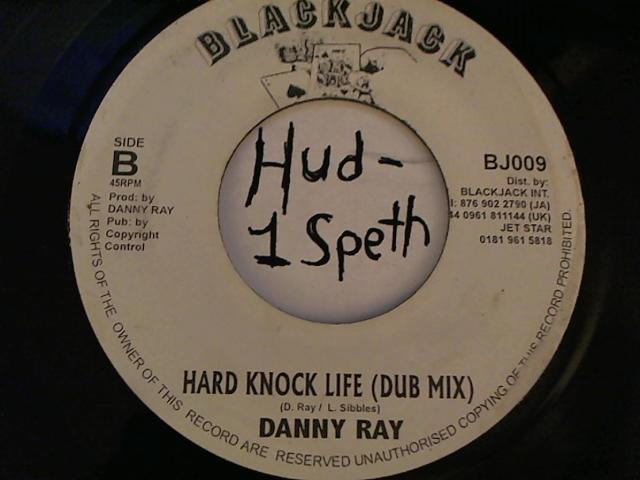 BLACKJACK
SIDE
B
45RPM
Prod: by
DANNY RAY
Pub: by
Copyright
Control
BJ009
Dist. by:
BLACKJACK INT.
l: 876 902 2790 (JA)
44 0961 811144 (UK)
JET STAR
0181 961 5818
Hud-
1 Speth
HARD KNOCK LIFE (DUB MIX)
(D. Ray / L. Sibbles)
DANNY RAY
ALL RIGHTS OF THE OWNER OF THIS RECORD ARE RESERVED UNAUTHORISED COPYING OF THIS RECORD PROHIBITED.